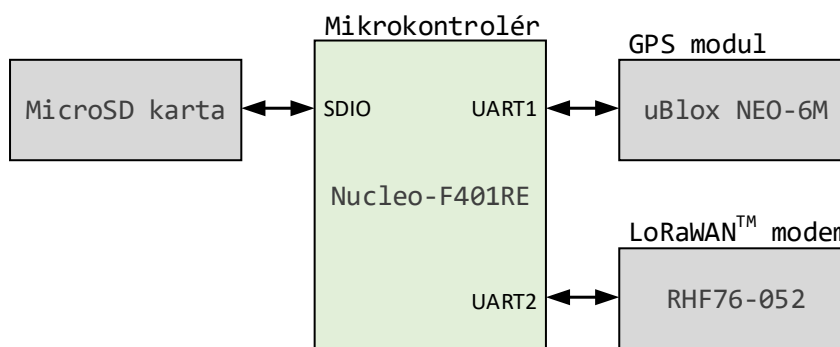 Mikrokontrolér
GPS modul
MicroSD karta
SDIO
UART1
uBlox NEO-6M
Nucleo-F401RE
LoRaWAN™ modem
UART2
RHF76-052